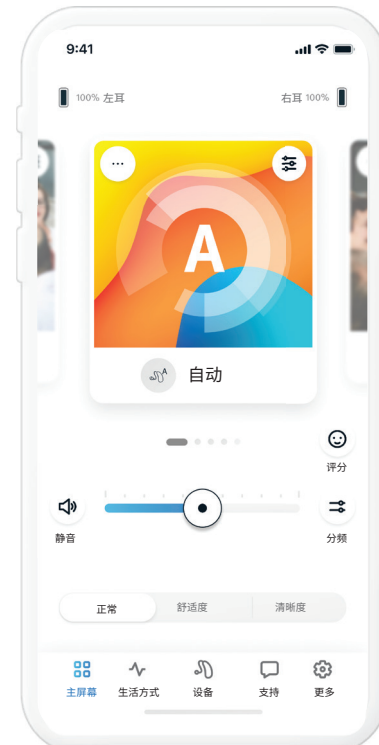 9:41
100% 左耳
右耳 100%
A
A
自动
评分
静音
分频
正常
舒适度
清晰度
主屏幕
生活方式
设备
支持
更多